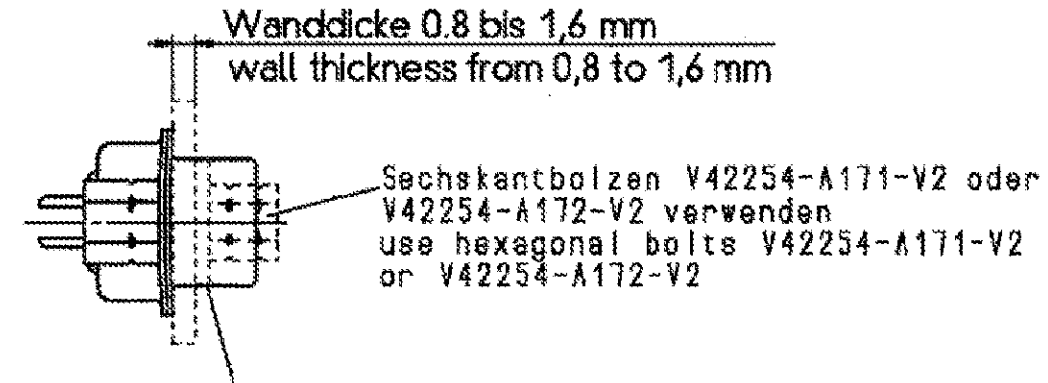 Wanddicke 0.8 bis 1,6 mm
wall thickness from 0,8 to 1,6 mm
Sechskantbolzen V42254-A171-V2 oder
V42254-A172-V2 verwenden
use hexagonal bolts V42254-A171-V2
or V42254-A172-V2